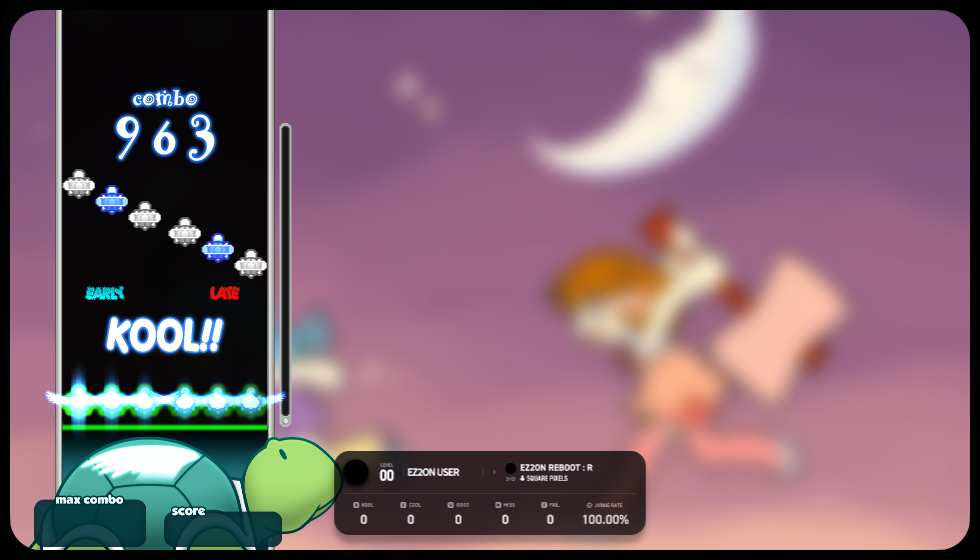 combo
963
EARLY LATE
KOOL!!
max combo
score
LEVEL
00
EZ2ON USER
EZ2ON REBOOT : R
SHD
SQUARE PIXELS
KOOL COOL GOOD MISS FAIL JUDGE RATE
0 0 0 0 0 100.00%